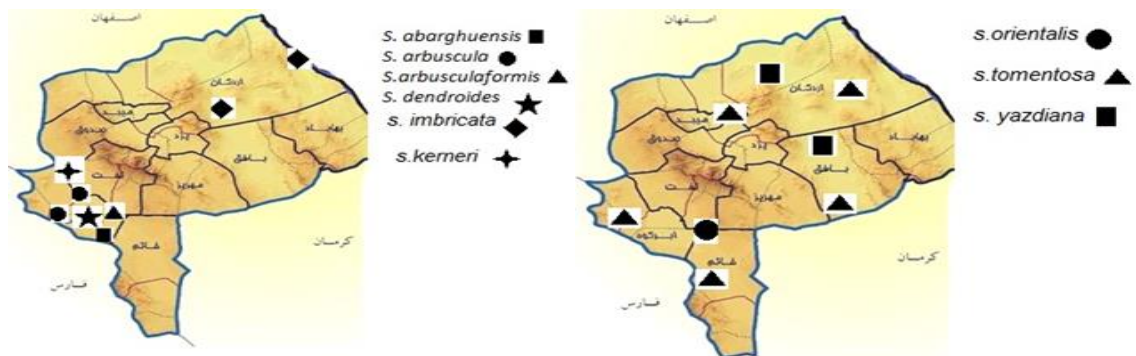 اصفهان
اردکان
میبد
صدوق
یزد
بهاباد
بافق
تفت
مهریز
خاتم
کرمان
فارس
S. abarghuensis
S. arbuscula
S.arbusculaformis
S. dendroides
s. imbricata
s.kerneri
اصفهان
اردکان
میبد
صدوق
یزد
بهاباد
بافق
تفت
مهریز
ابرکوه
خاتم
کرمان
فارس
s.orientalis
s.tomentosa
s. yazdiana